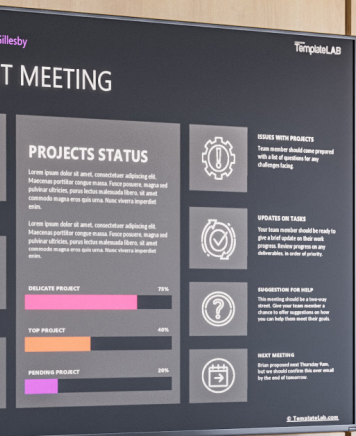 Gillesby
TemplateLAB
T MEETING
PROJECTS STATUS
Lorem ipsum dolor sit amet, consectetuer adipiscing elit.
Maecenas porttitor congue massa. Fusce posuere, magna sed
pulvinar ultricies, purus lectus malesuada libero, sit amet
commodo magna eros quis urna. Nunc viverra imperdiet
enim.
Lorem ipsum dolor sit amet, consectetuer adipiscing elit.
Maecenas porttitor congue massa. Fusce posuere, magna sed
pulvinar ultricies, purus lectus malesuada libero, sit amet
commodo magna eros quis urna. Nunc viverra imperdiet
enim.
DELICATE PROJECT 75%
TOP PROJECT 40%
PENDING PROJECT 20%
ISSUES WITH PROJECTS
Team member should come prepared
with a list of questions for any
challenges facing.
UPDATES ON TASKS
Your team member should be ready to
give a brief update on their work
progress. Review progress on any
deliverables, in order of priority.
SUGGESTION FOR HELP
This meeting should be a two-way
street. Give your team member a
chance to offer suggestions on how
you can help them meet their goals.
NEXT MEETING
Brian proposed next Thursday 9am,
but we should confirm this over email
by the end of tomorrow.
© TemplateLab.com